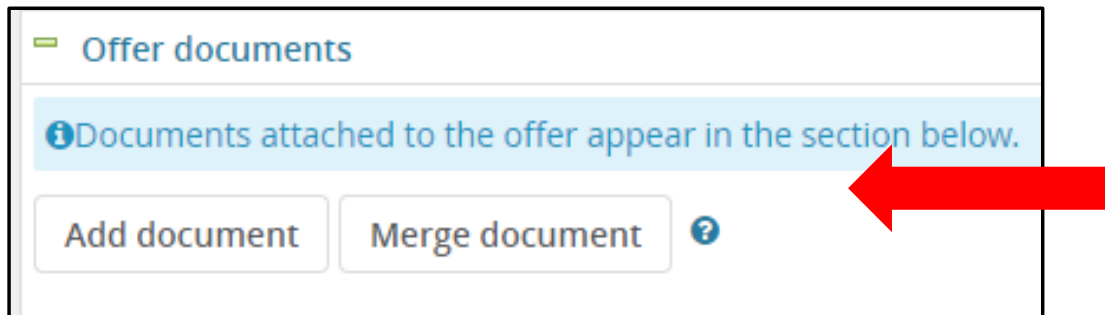 Offer documents
Documents attached to the offer appear in the section below.
Add document Merge document